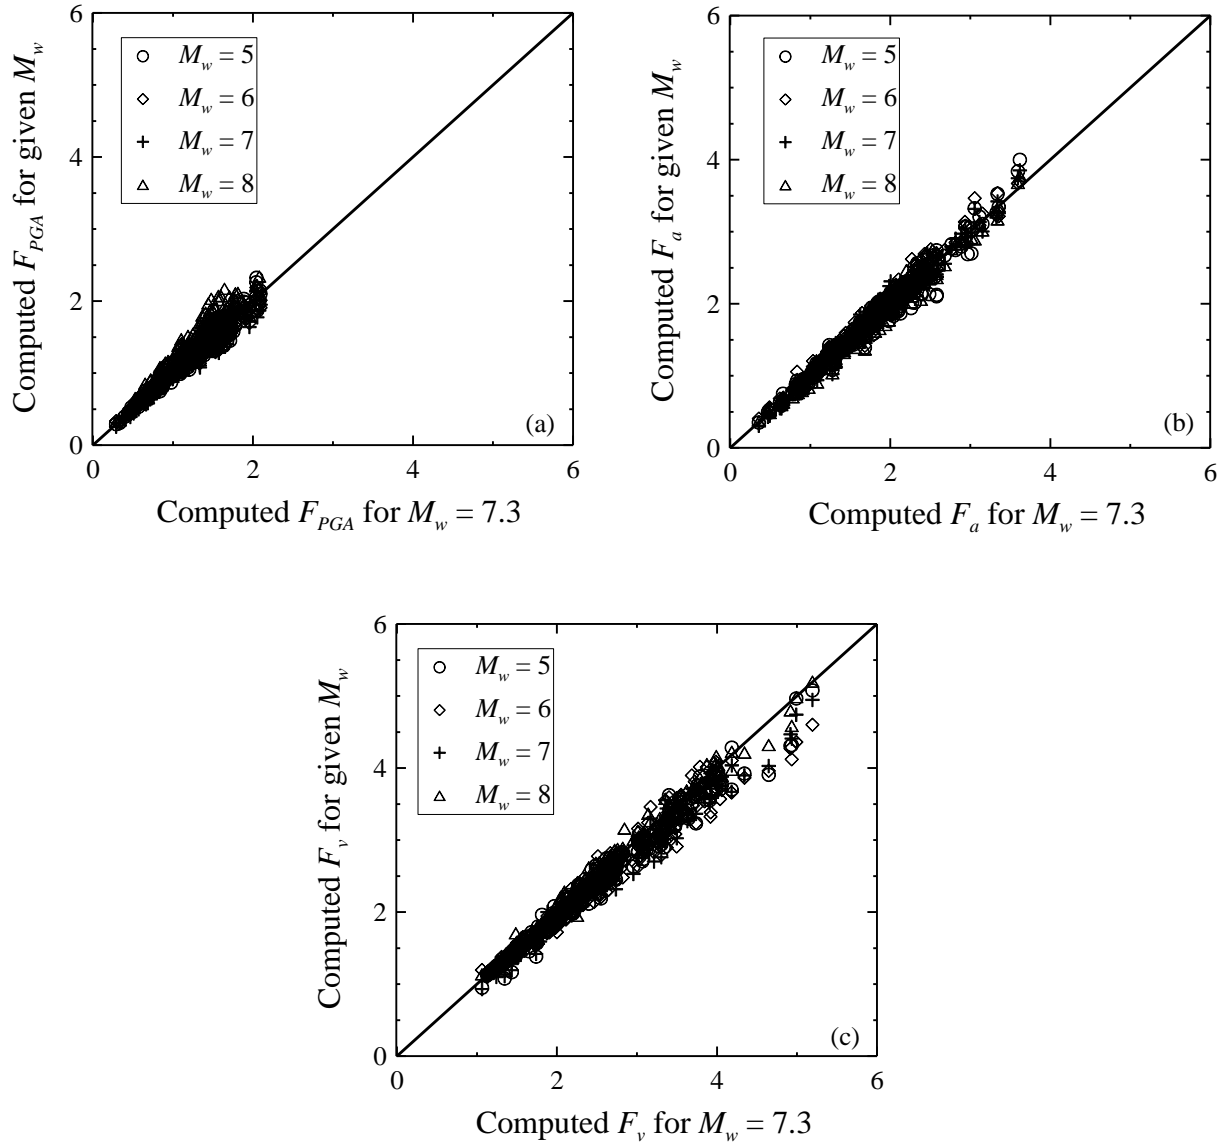 Computed F_PGA for given M_w
6
4
2
0
M_w = 5
M_w = 6
M_w = 7
M_w = 8
(a)
0 2 4 6
Computed F_PGA for M_w = 7.3
Computed F_a for given M_w
6
4
2
0
M_w = 5
M_w = 6
M_w = 7
M_w = 8
(b)
0 2 4 6
Computed F_a for M_w = 7.3
Computed F_v for given M_w
6
4
2
0
M_w = 5
M_w = 6
M_w = 7
M_w = 8
(c)
0 2 4 6
Computed F_v for M_w = 7.3